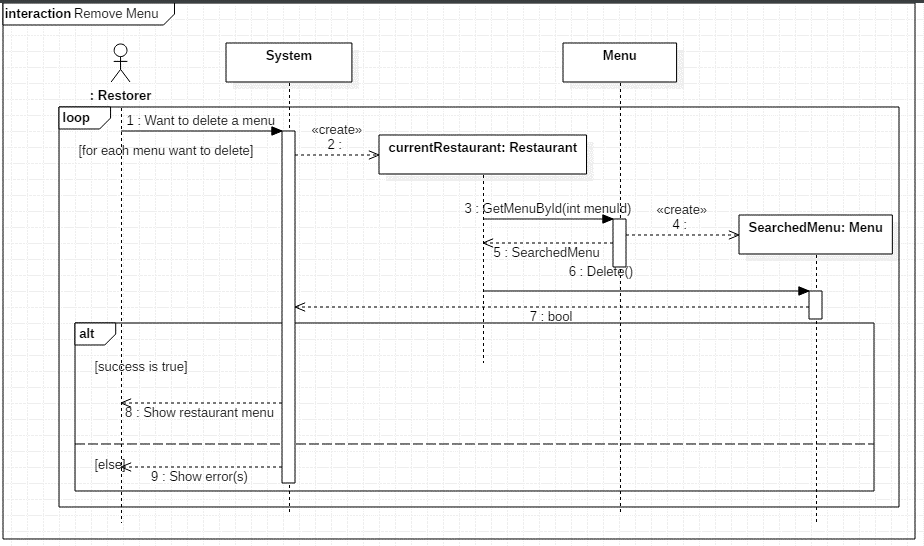 interaction Remove Menu
System
Menu
: Restorer
loop
1 : Want to delete a menu
«create»
2 :
[for each menu want to delete]
currentRestaurant: Restaurant
3 : GetMenuById(int menuId)
«create»
4 :
SearchedMenu: Menu
5 : SearchedMenu
6 : Delete()
7 : bool
alt
[success is true]
8 : Show restaurant menu
[else]
9 : Show error(s)